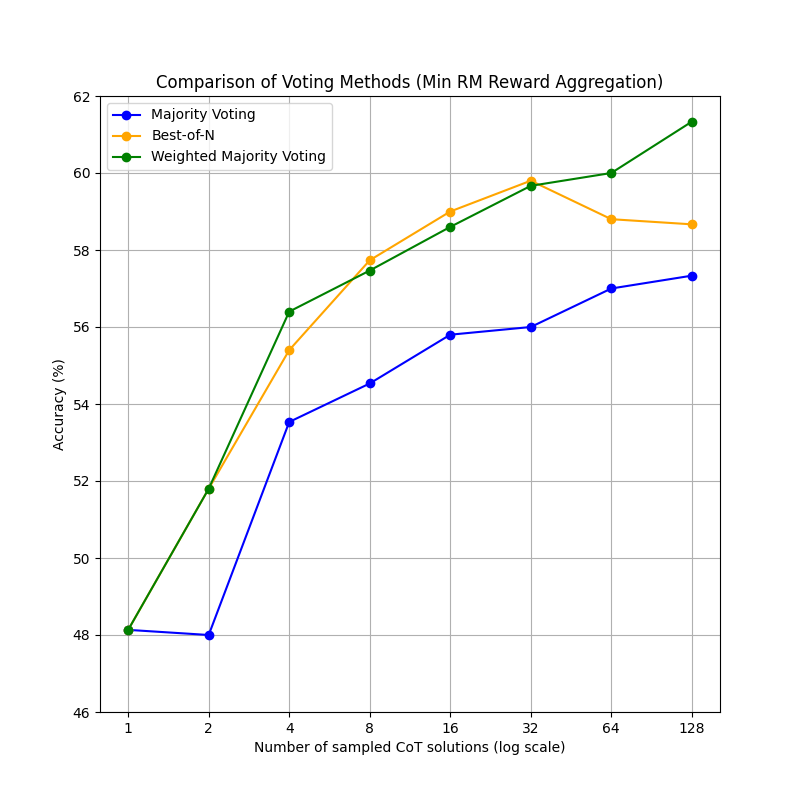 Comparison of Voting Methods (Min RM Reward Aggregation)
Majority Voting
Best-of-N
Weighted Majority Voting
62
60
58
56
54
52
50
48
46
Accuracy (%)
1 2 4 8 16 32 64 128
Number of sampled CoT solutions (log scale)